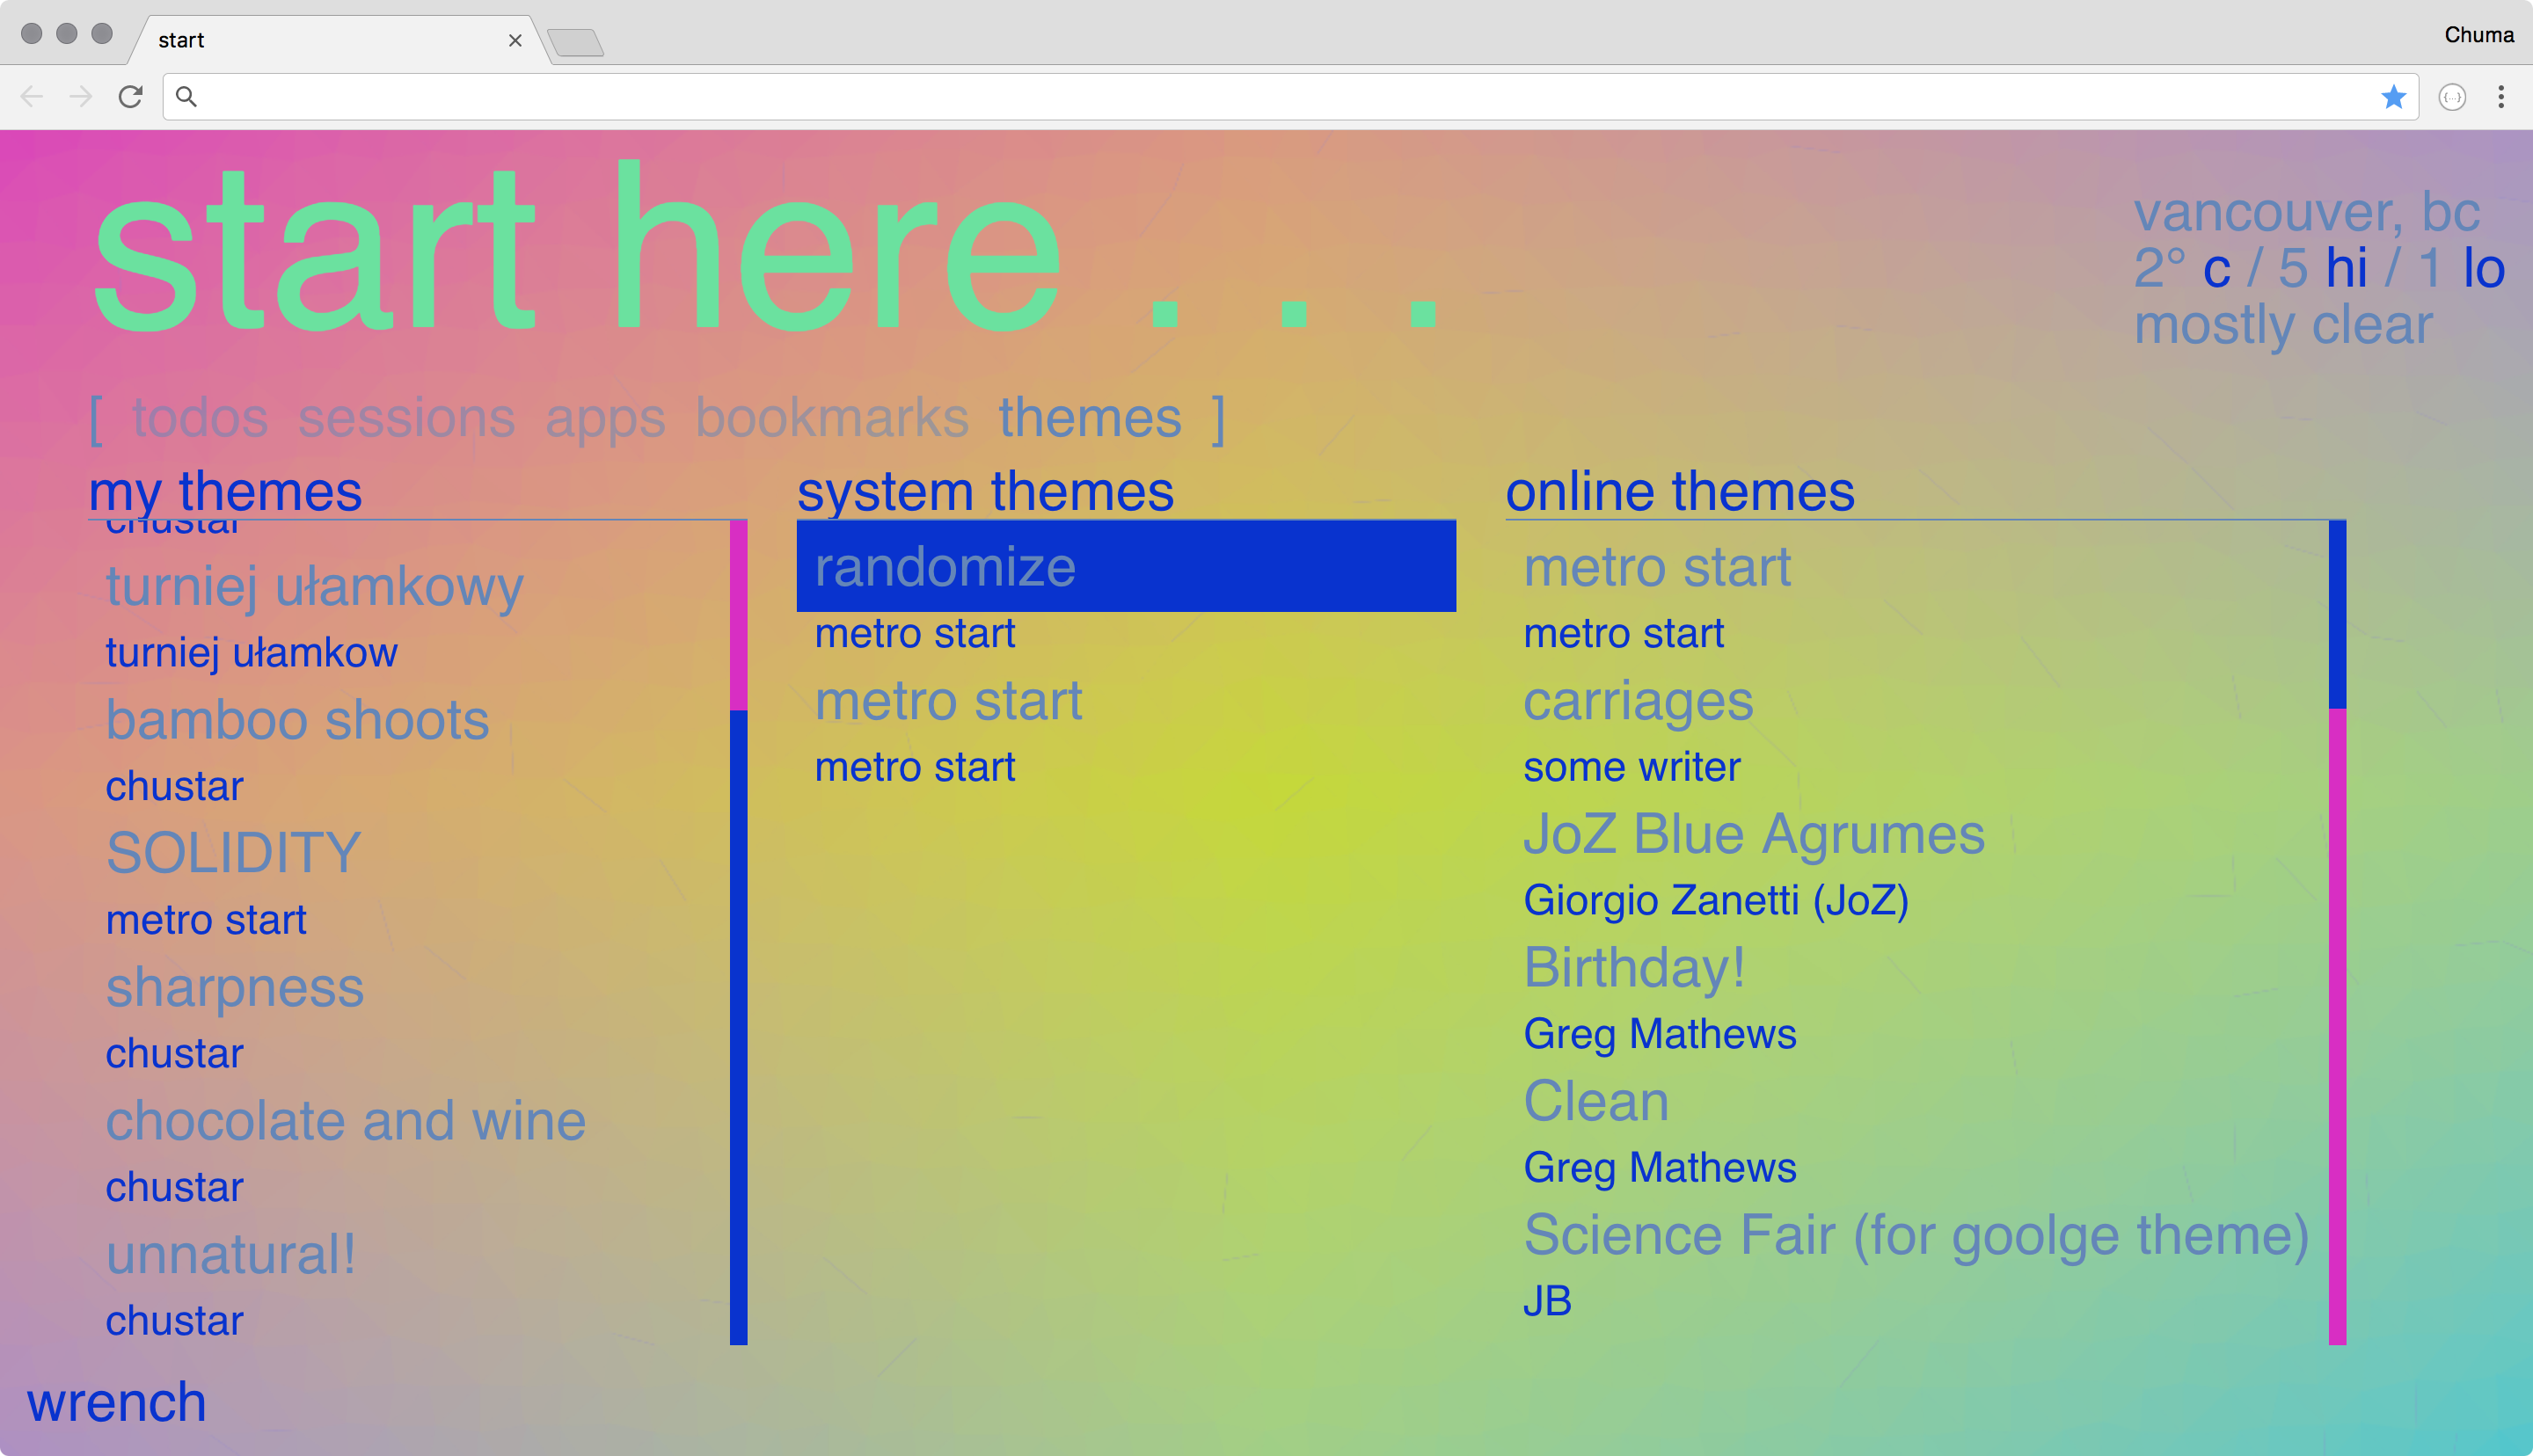 start
Chuma
start here . . .
vancouver, bc
2° c / 5 hi / 1 lo
mostly clear
[ todos sessions apps bookmarks themes ]
my themes
chustar
turniej ułamkowy
turniej ułamkow
bamboo shoots
chustar
SOLIDITY
metro start
sharpness
chustar
chocolate and wine
chustar
unnatural!
chustar
system themes
randomize
metro start
metro start
metro start
online themes
metro start
metro start
carriages
some writer
JoZ Blue Agrumes
Giorgio Zanetti (JoZ)
Birthday!
Greg Mathews
Clean
Greg Mathews
Science Fair (for goolge theme)
JB
wrench